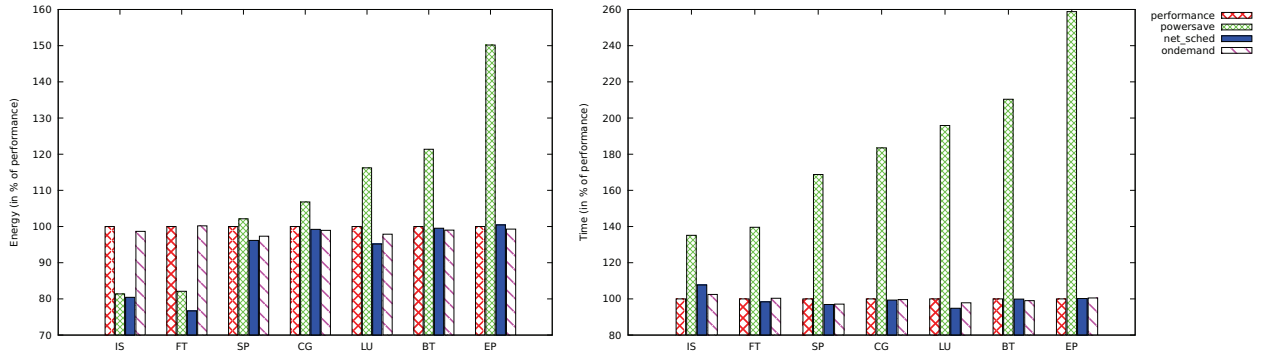 160
150
140
130
120
110
100
90
80
70
Energy (in % of performance)
IS FT SP CG LU BT EP
260
240
220
200
180
160
140
120
100
80
Time (in % of performance)
IS FT SP CG LU BT EP
performance
powersave
net_sched
ondemand